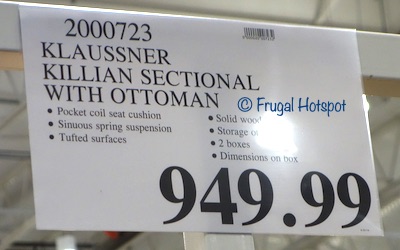 2000723
KLAUSSNER
KILLIAN SECTIONAL
WITH OTTOMAN
© Frugal Hotspot
• Pocket coil seat cushion
• Sinuous spring suspension
• Tufted surfaces
• Solid wood
• Storage
• 2 boxes
• Dimensions on box
949.99